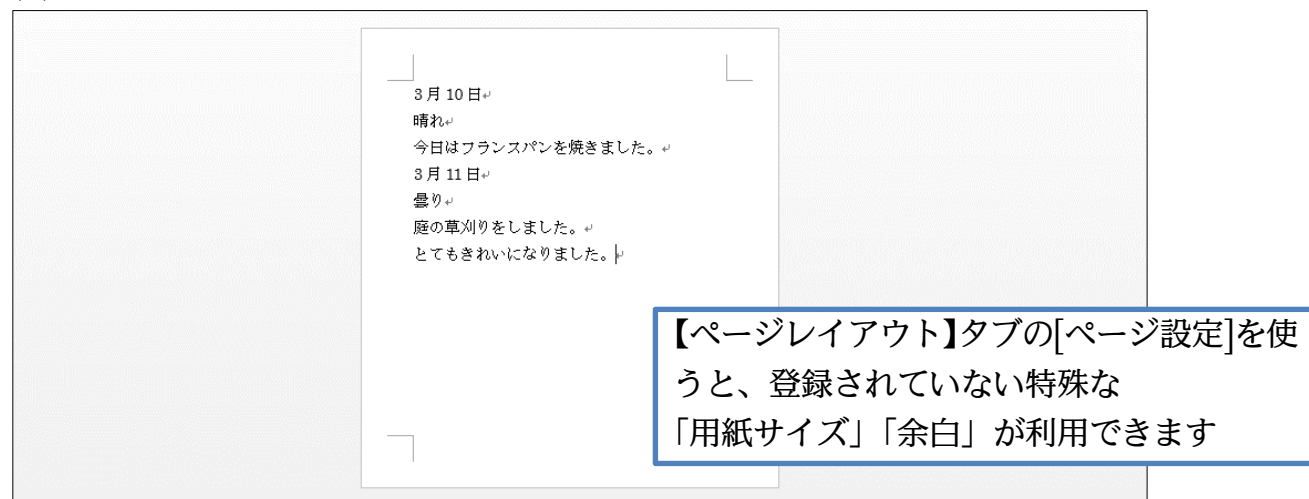 3月10日
晴れ
今日はフランスパンを焼きました。
3月11日
曇り
庭の草刈りをしました。
とてもきれいになりました。
【ページレイアウト】タブの[ページ設定]を使
うと、登録されていない特殊な
「用紙サイズ」「余白」が利用できます